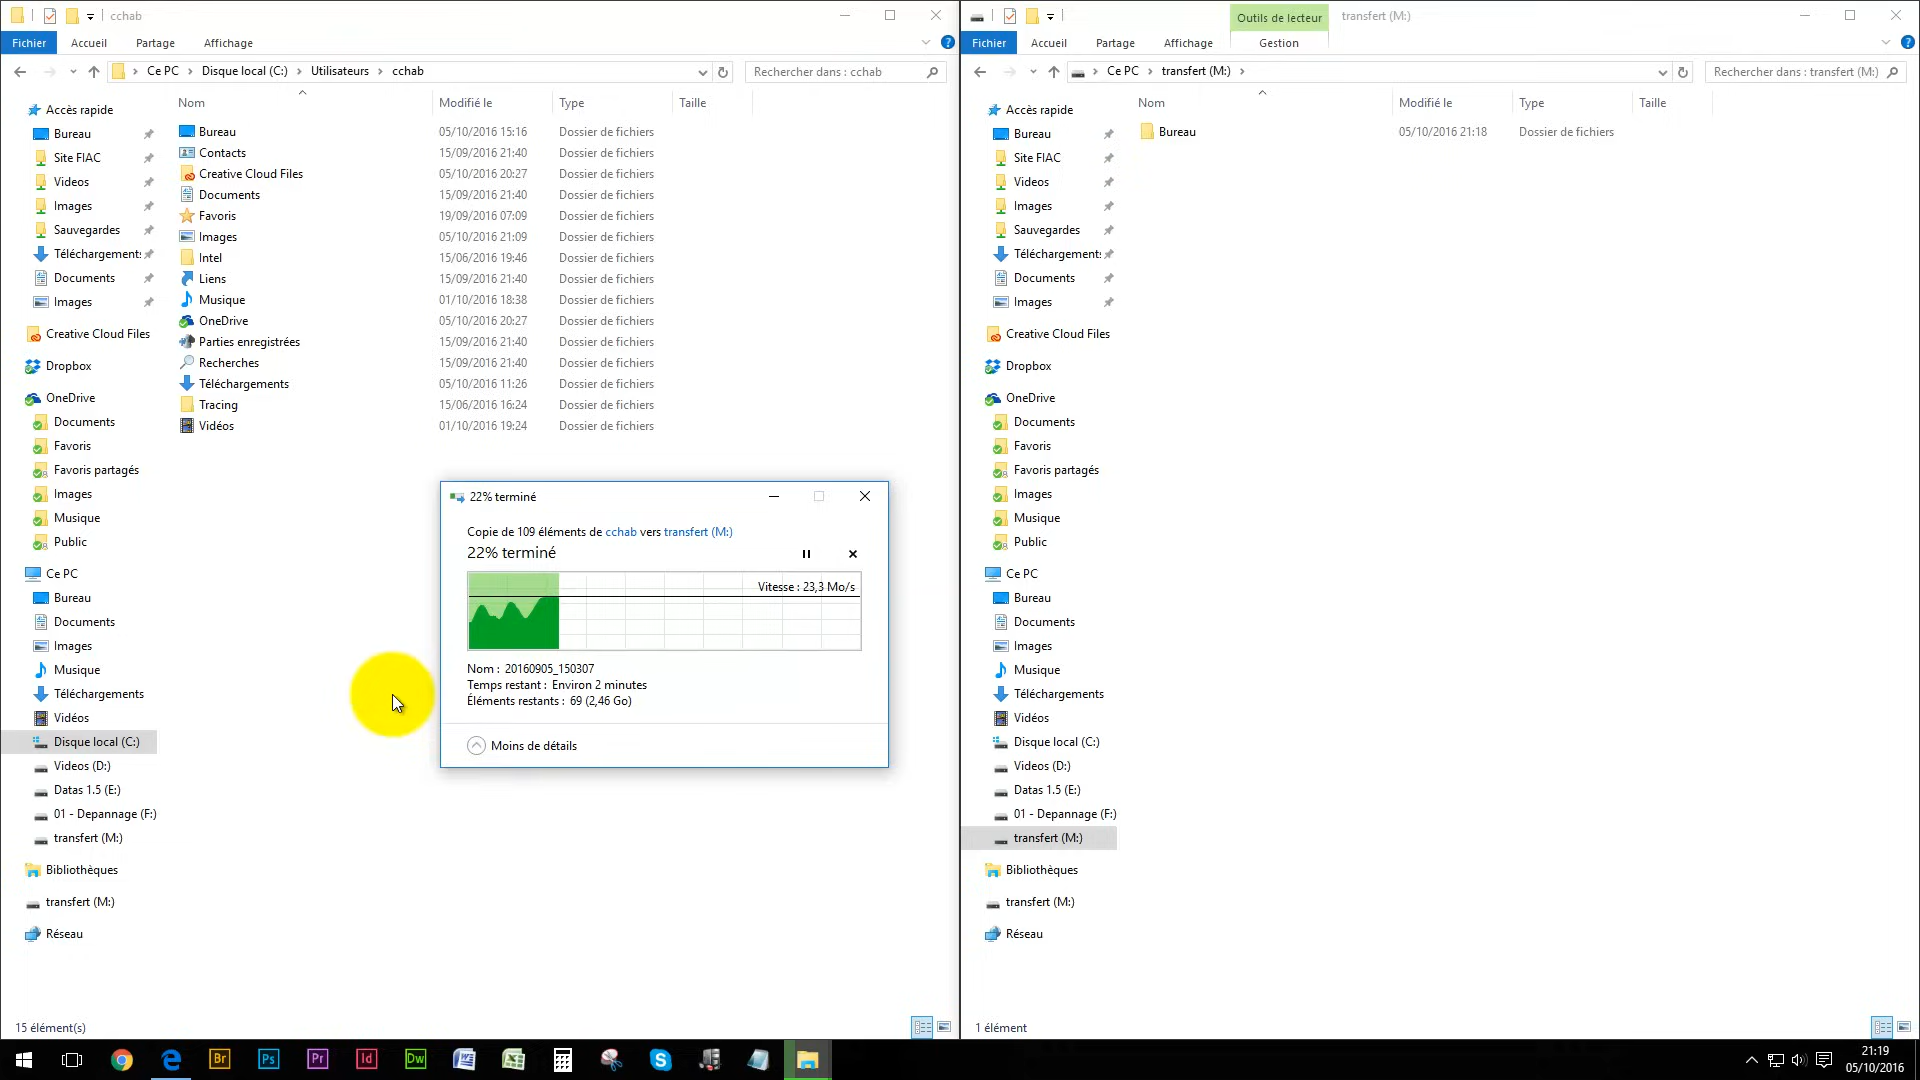 cchab
Fichier Accueil Partage Affichage
Ce PC Disque local (C:) Utilisateurs cchab
Rechercher dans : cchab
Nom Modifié le Type Taille
Accès rapide
Bureau
Site FIAC
Videos
Images
Sauvegardes
Téléchargement
Documents
Images
Creative Cloud Files
Dropbox
OneDrive
Documents
Favoris
Favoris partagés
Images
Musique
Public
Ce PC
Bureau
Documents
Images
Musique
Téléchargements
Vidéos
Disque local (C:)
Videos (D:)
Datas 1.5 (E:)
01 - Depannage (F:)
transfert (M:)
Bibliothèques
transfert (M:)
Réseau
Bureau 05/10/2016 15:16 Dossier de fichiers
Contacts 15/09/2016 21:40 Dossier de fichiers
Creative Cloud Files 05/10/2016 20:27 Dossier de fichiers
Documents 15/09/2016 21:40 Dossier de fichiers
Favoris 19/09/2016 07:09 Dossier de fichiers
Images 05/10/2016 21:09 Dossier de fichiers
Intel 15/06/2016 19:46 Dossier de fichiers
Liens 15/09/2016 21:40 Dossier de fichiers
Musique 01/10/2016 18:38 Dossier de fichiers
OneDrive 05/10/2016 20:27 Dossier de fichiers
Parties enregistrées 15/09/2016 21:40 Dossier de fichiers
Recherches 15/09/2016 21:40 Dossier de fichiers
Téléchargements 05/10/2016 11:26 Dossier de fichiers
Tracing 15/06/2016 16:24 Dossier de fichiers
Vidéos 01/10/2016 19:24 Dossier de fichiers
22% terminé
Copie de 109 éléments de cchab vers transfert (M:)
22% terminé
Vitesse : 23,3 Mo/s
Nom : 20160905_150307
Temps restant : Environ 2 minutes
Éléments restants : 69 (2,46 Go)
Moins de détails
15 élément(s)
Outils de lecteur transfert (M:)
Fichier Accueil Partage Affichage Gestion
Ce PC transfert (M:)
Rechercher dans : transfert (M:)
Nom Modifié le Type Taille
Accès rapide
Bureau
Site FIAC
Videos
Images
Sauvegardes
Téléchargement
Documents
Images
Creative Cloud Files
Dropbox
OneDrive
Documents
Favoris
Favoris partagés
Images
Musique
Public
Ce PC
Bureau
Documents
Images
Musique
Téléchargements
Vidéos
Disque local (C:)
Videos (D:)
Datas 1.5 (E:)
01 - Depannage (F:)
transfert (M:)
Bibliothèques
transfert (M:)
Réseau
Bureau 05/10/2016 21:18 Dossier de fichiers
1 élément
Br Ps Pr Id Dw
21:19
05/10/2016